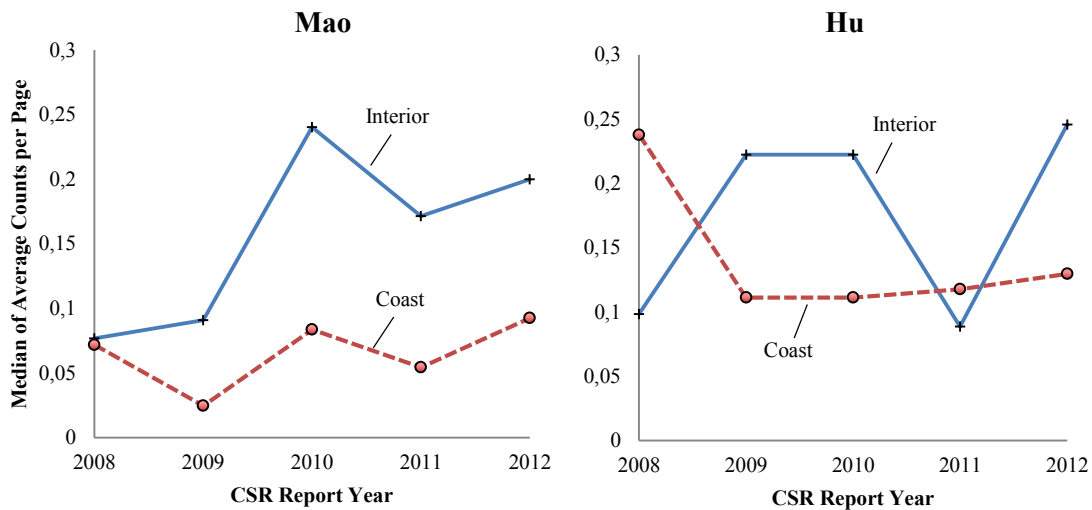 Mao
Median of Average Counts per Page
0,3
0,25
0,2
0,15
0,1
0,05
0
Interior
Coast
2008
2009
2010
2011
2012
CSR Report Year
Hu
0,3
0,25
0,2
0,15
0,1
0,05
0
Interior
Coast
2008
2009
2010
2011
2012
CSR Report Year